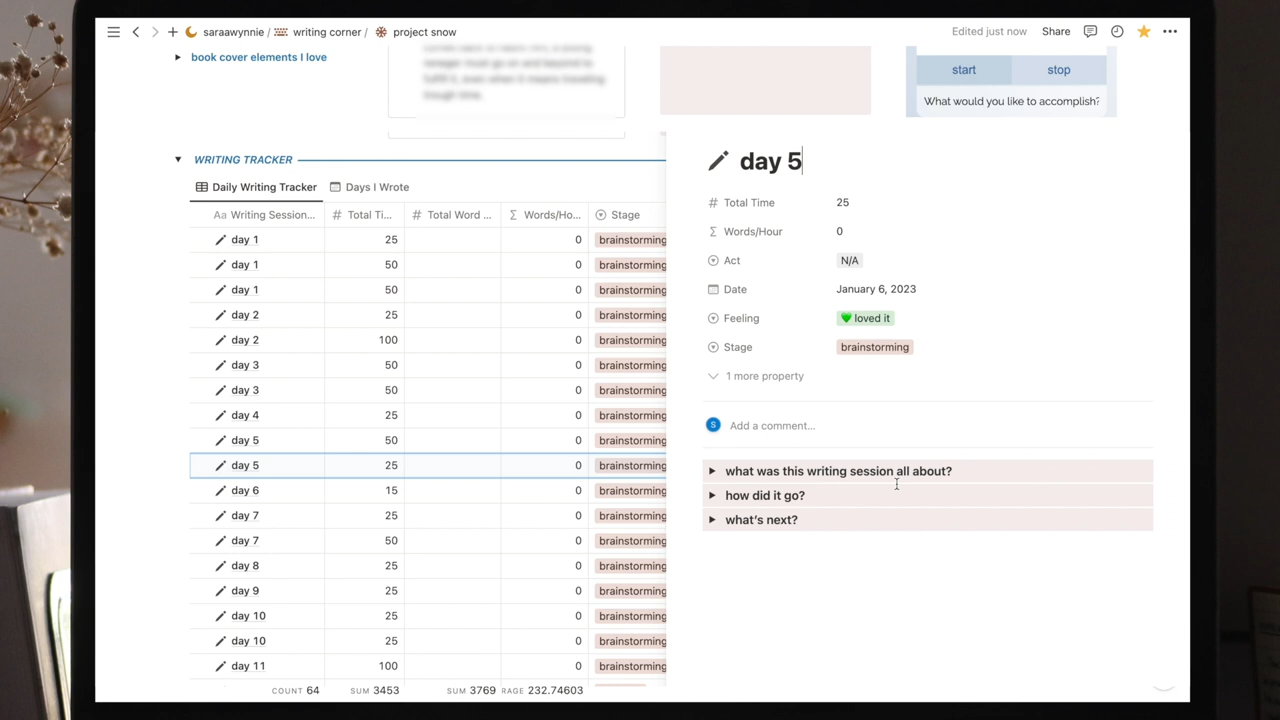 saraawynnie / writing corner / project snow
Edited just now Share
book cover elements I love
start stop
What would you like to accomplish?
WRITING TRACKER
Daily Writing Tracker Days I Wrote
Aa Writing Session... # Total Ti... # Total Word ... Σ Words/Ho... Stage
day 1 25 0 brainstorming
day 1 50 0 brainstorming
day 1 50 0 brainstorming
day 2 25 0 brainstorming
day 2 100 0 brainstorming
day 3 50 0 brainstorming
day 3 50 0 brainstorming
day 4 25 0 brainstorming
day 5 50 0 brainstorming
day 5 25 0 brainstorming
day 6 15 0 brainstorming
day 7 25 0 brainstorming
day 7 50 0 brainstorming
day 8 25 0 brainstorming
day 9 25 0 brainstorming
day 10 25 0 brainstorming
day 10 25 0 brainstorming
day 11 100 0 brainstorming
COUNT 64 SUM 3453 SUM 3769 RAGE 232.74603
day 5
# Total Time 25
Σ Words/Hour 0
Act N/A
Date January 6, 2023
Feeling 💚 loved it
Stage brainstorming
1 more property
S Add a comment...
what was this writing session all about?
how did it go?
what's next?